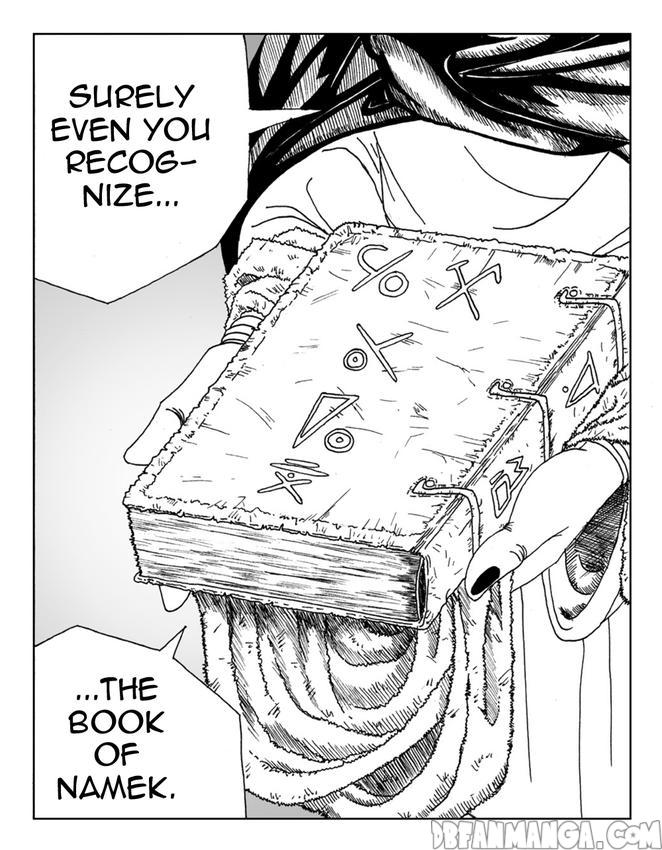 SURELY
EVEN YOU
RECOG-
NIZE...
...THE
BOOK
OF
NAMEK.
DBFANMANGA.COM